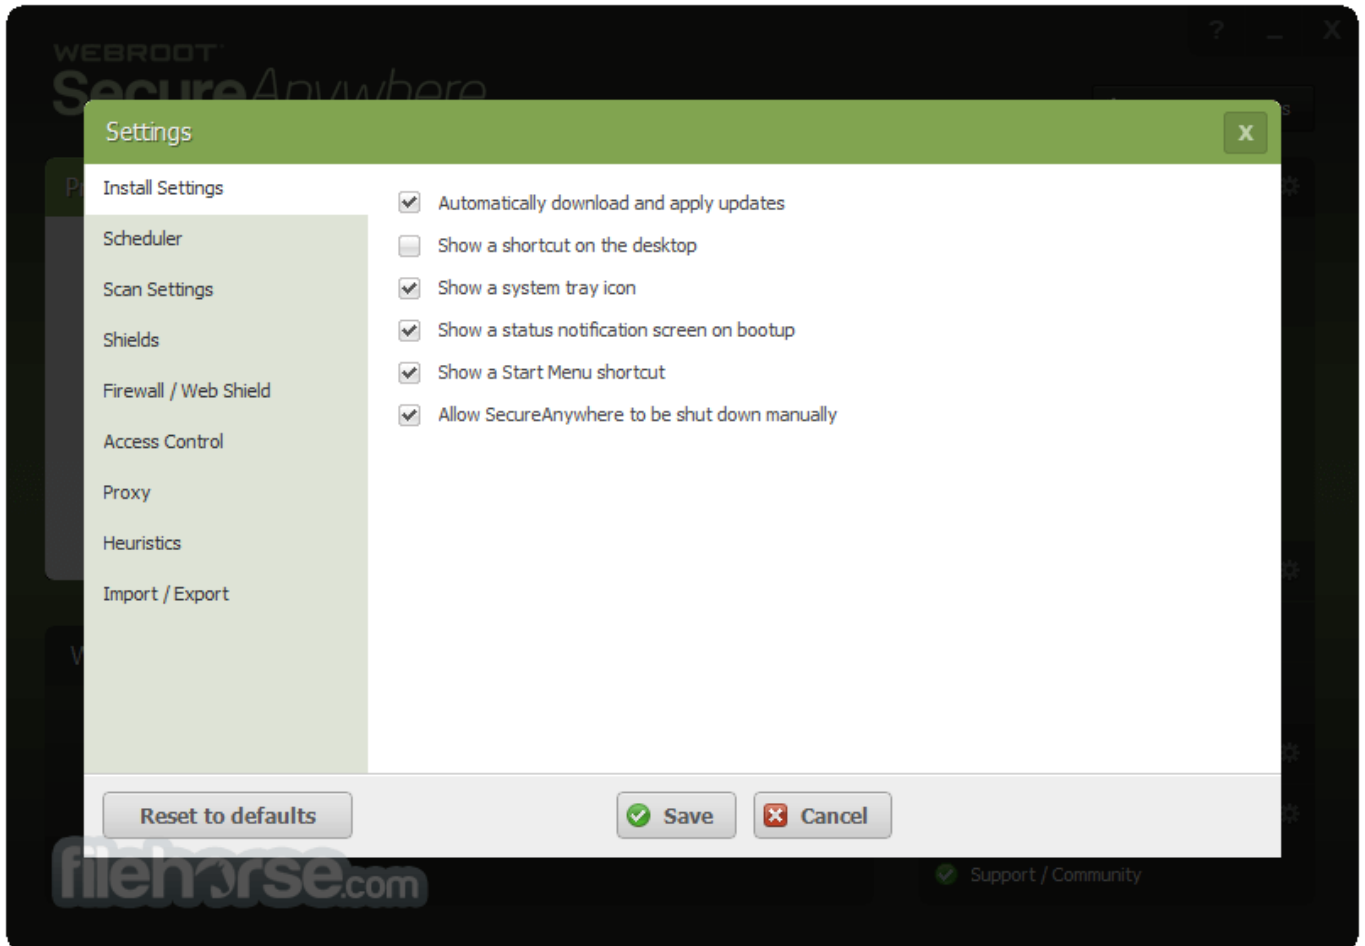 ?
X
WEBROOT
SecureAnywhere
Settings
x
Install Settings
Scheduler
Scan Settings
Shields
Firewall / Web Shield
Access Control
Proxy
Heuristics
Import / Export
Automatically download and apply updates
Show a shortcut on the desktop
Show a system tray icon
Show a status notification screen on bootup
Show a Start Menu shortcut
Allow SecureAnywhere to be shut down manually
Reset to defaults
Save
Cancel
Support / Community
filehorse.com